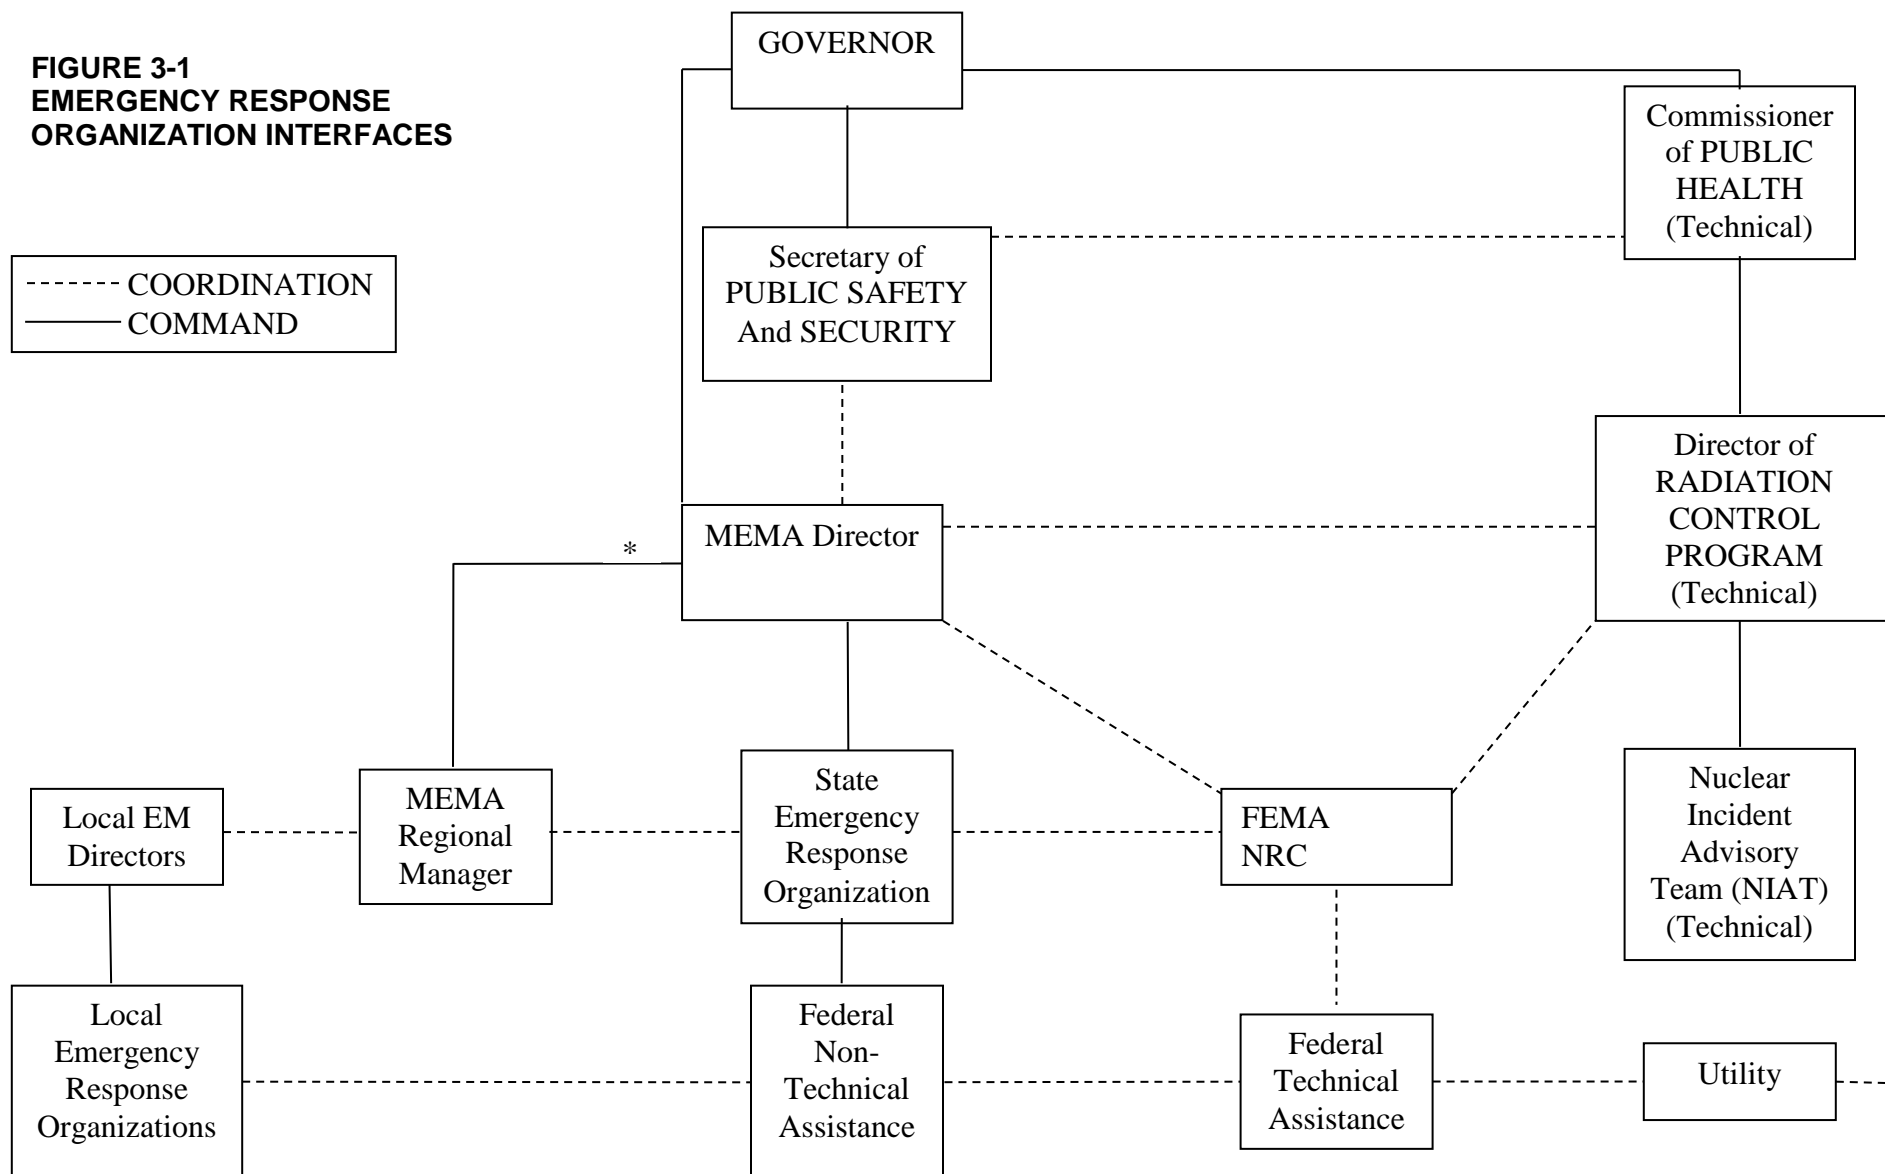 FIGURE 3-1
EMERGENCY RESPONSE
ORGANIZATION INTERFACES
GOVERNOR
Commissioner
of PUBLIC
HEALTH
(Technical)
COORDINATION
COMMAND
Secretary of
PUBLIC SAFETY
And SECURITY
MEMA Director
*
Director of
RADIATION
CONTROL
PROGRAM
(Technical)
Local EM
Directors
MEMA
Regional
Manager
State
Emergency
Response
Organization
FEMA
NRC
Nuclear
Incident
Advisory
Team (NIAT)
(Technical)
Local
Emergency
Response
Organizations
Federal
Non-
Technical
Assistance
Federal
Technical
Assistance
Utility